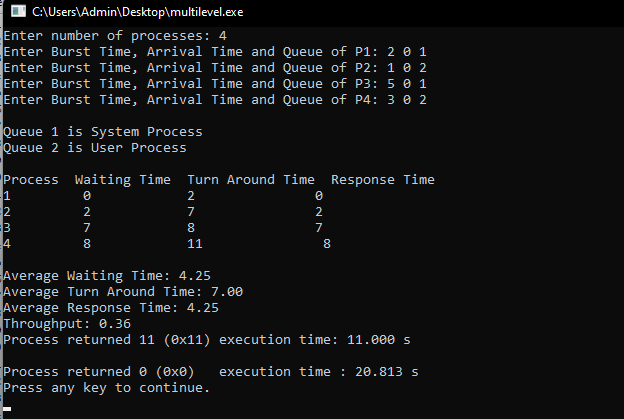 C:\Users\Admin\Desktop\multilevel.exe
Enter number of processes: 4
Enter Burst Time, Arrival Time and Queue of P1: 2 0 1
Enter Burst Time, Arrival Time and Queue of P2: 1 0 2
Enter Burst Time, Arrival Time and Queue of P3: 5 0 1
Enter Burst Time, Arrival Time and Queue of P4: 3 0 2
Queue 1 is System Process
Queue 2 is User Process
Process Waiting Time Turn Around Time Response Time
1 0 2 0
2 2 7 2
3 7 8 7
4 8 11 8
Average Waiting Time: 4.25
Average Turn Around Time: 7.00
Average Response Time: 4.25
Throughput: 0.36
Process returned 11 (0x11) execution time: 11.000 s
Process returned 0 (0x0) execution time : 20.813 s
Press any key to continue.